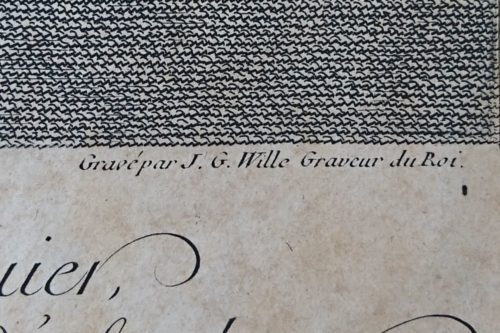 Gravé par J. G. Wille Graveur du Roi.
uier,